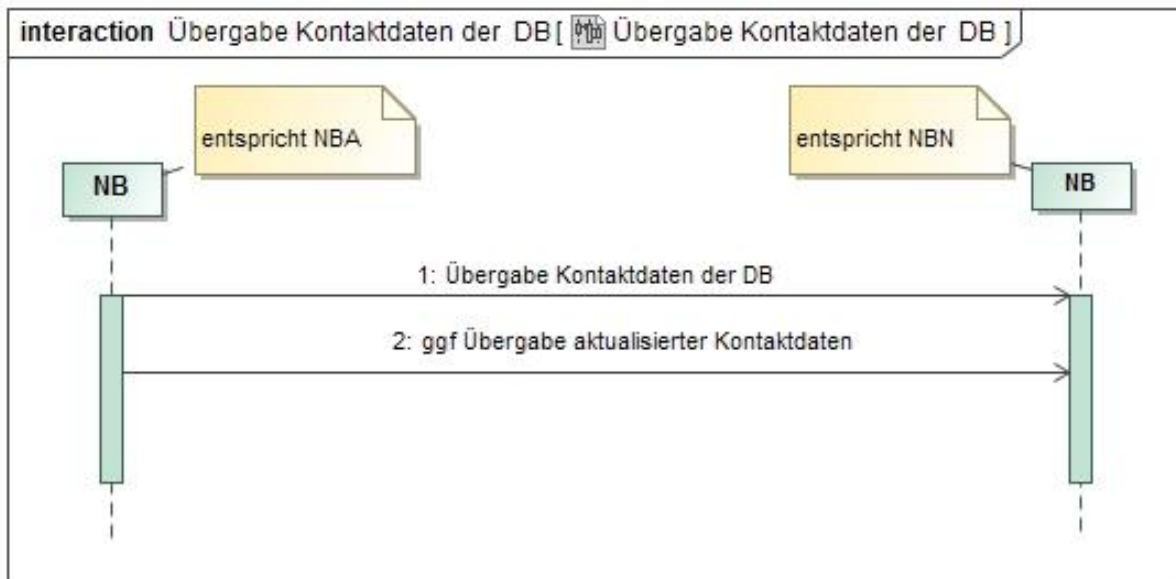 interaction Übergabe Kontaktdaten der DB[ Übergabe Kontaktdaten der DB ]
entspricht NBA
entspricht NBN
NB
NB
1: Übergabe Kontaktdaten der DB
2: ggf Übergabe aktualisierter Kontaktdaten